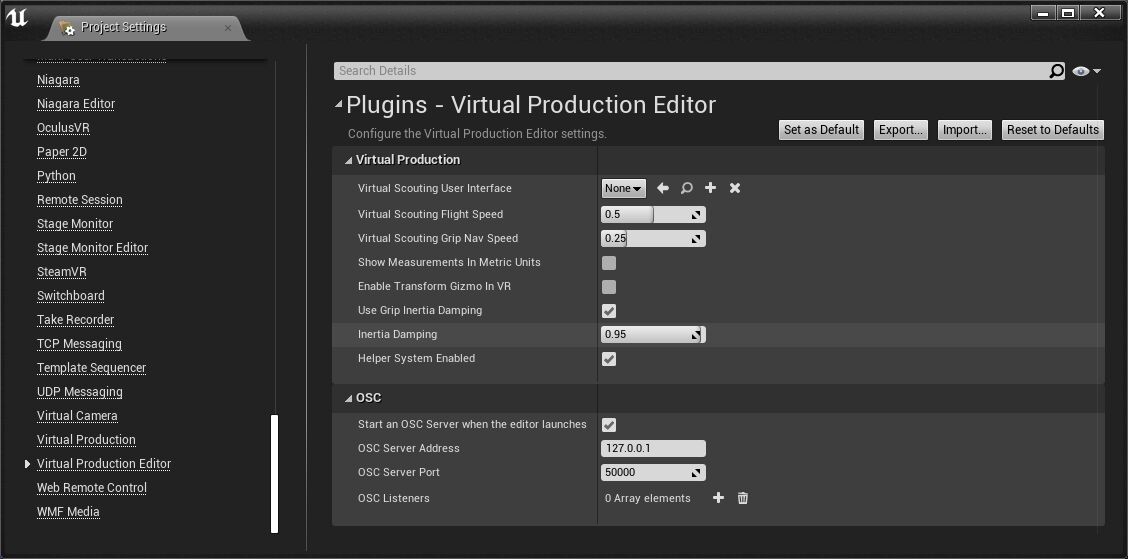 Project Settings
Niagara
Niagara Editor
OculusVR
Paper 2D
Python
Remote Session
Stage Monitor
Stage Monitor Editor
SteamVR
Switchboard
Take Recorder
TCP Messaging
Template Sequencer
UDP Messaging
Virtual Camera
Virtual Production
Virtual Production Editor
Web Remote Control
WMF Media
Search Details
Plugins - Virtual Production Editor
Configure the Virtual Production Editor settings.
Set as Default Export... Import... Reset to Defaults
Virtual Production
Virtual Scouting User Interface None
Virtual Scouting Flight Speed 0.5
Virtual Scouting Grip Nav Speed 0.25
Show Measurements In Metric Units
Enable Transform Gizmo In VR
Use Grip Inertia Damping
Inertia Damping 0.95
Helper System Enabled
OSC
Start an OSC Server when the editor launches
OSC Server Address 127.0.0.1
OSC Server Port 50000
OSC Listeners 0 Array elements